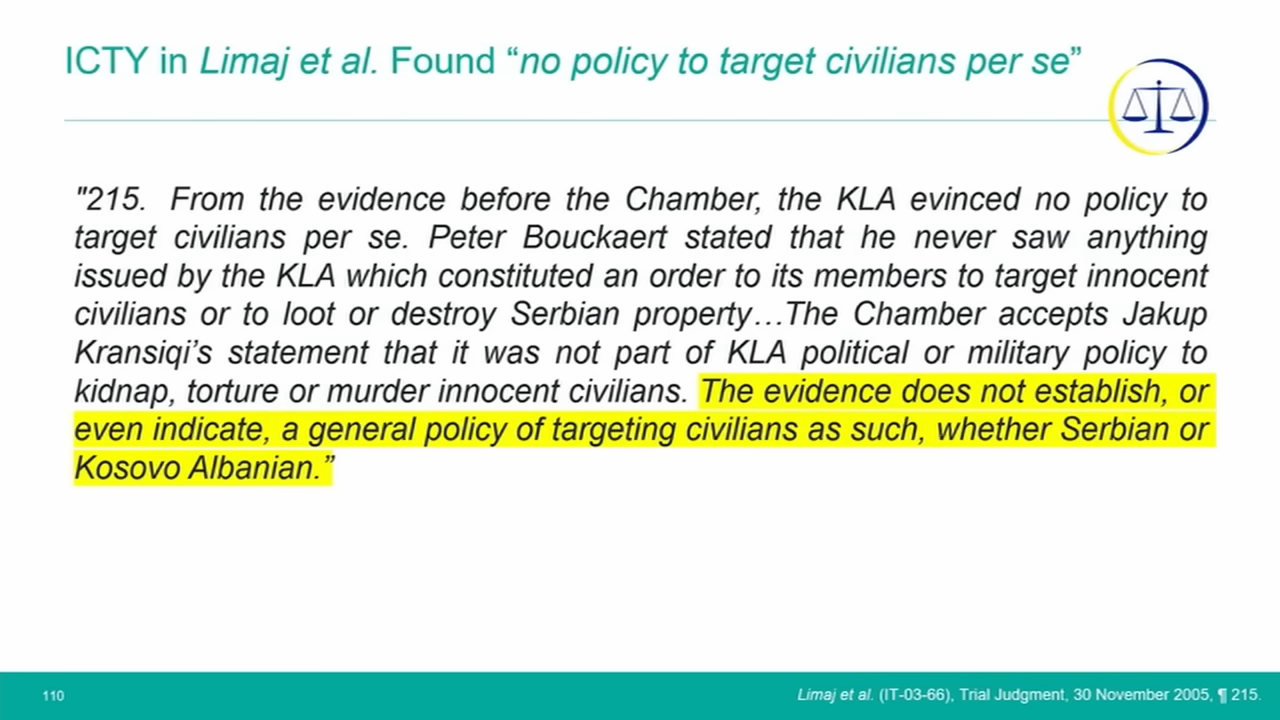 ICTY in Limaj et al. Found “no policy to target civilians per se”
"215. From the evidence before the Chamber, the KLA evinced no policy to
target civilians per se. Peter Bouckaert stated that he never saw anything
issued by the KLA which constituted an order to its members to target innocent
civilians or to loot or destroy Serbian property…The Chamber accepts Jakup
Kransiqi’s statement that it was not part of KLA political or military policy to
kidnap, torture or murder innocent civilians. The evidence does not establish, or
even indicate, a general policy of targeting civilians as such, whether Serbian or
Kosovo Albanian.”
110
Limaj et al. (IT-03-66), Trial Judgment, 30 November 2005, ¶ 215.